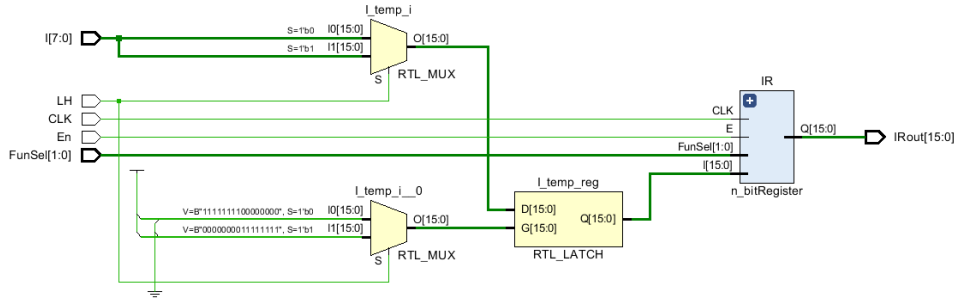 I_temp_i
I[7:0]
S=1'b0 I0[15:0]
S=1'b1 I1[15:0]
O[15:0]
S
RTL_MUX
LH
CLK
En
FunSel[1:0]
IR
CLK
E
FunSel[1:0]
I[15:0]
Q[15:0]
IRout[15:0]
n_bitRegister
I_temp_i__0
V=B"1111111100000000", S=1'b0 I0[15:0]
V=B"0000000011111111", S=1'b1 I1[15:0]
O[15:0]
S
RTL_MUX
I_temp_reg
D[15:0]
G[15:0]
Q[15:0]
RTL_LATCH